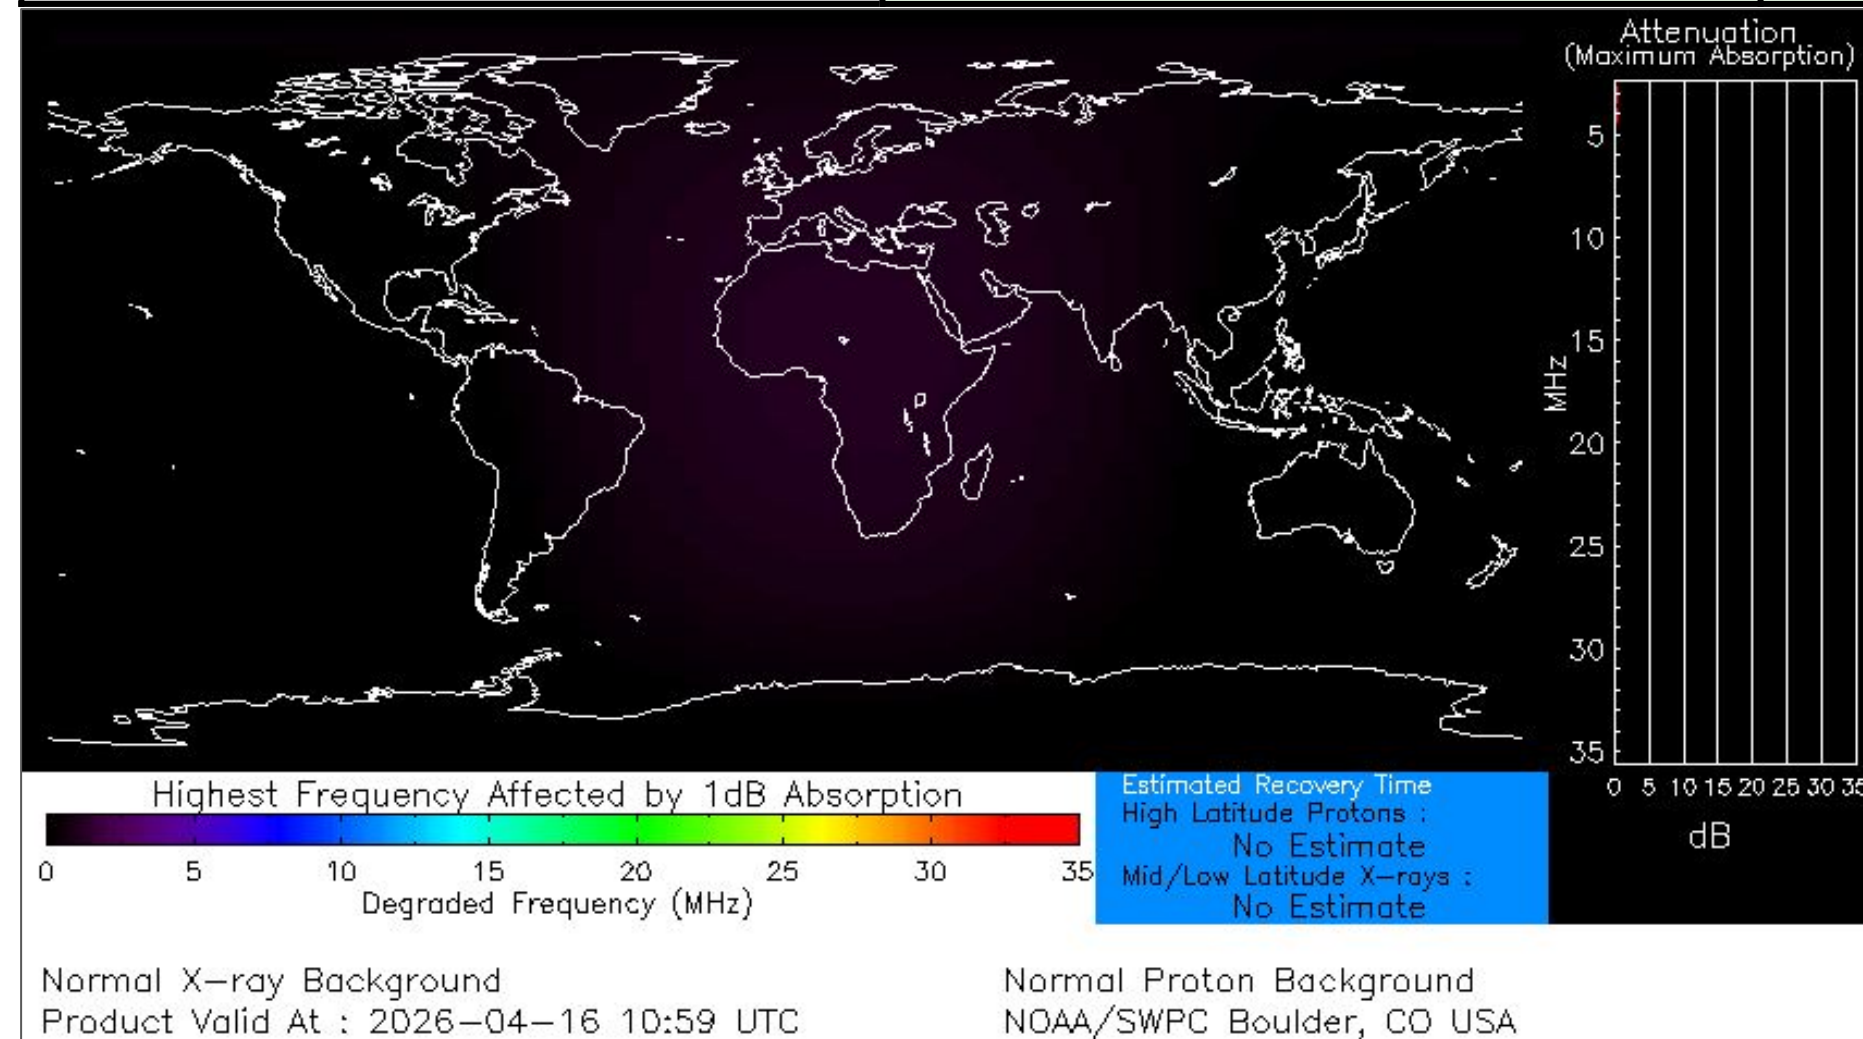 Attenuation
(Maximum Absorption)
5
10
15
20
25
30
35
MHz
0 5 10 15 20 25 30 35
dB
Highest Frequency Affected by 1dB Absorption
0 5 10 15 20 25 30 35
Degraded Frequency (MHz)
Estimated Recovery Time
High Latitude Protons :
No Estimate
Mid/Low Latitude X-rays :
No Estimate
Normal X-ray Background
Product Valid At : 2026-04-16 10:59 UTC
Normal Proton Background
NOAA/SWPC Boulder, CO USA